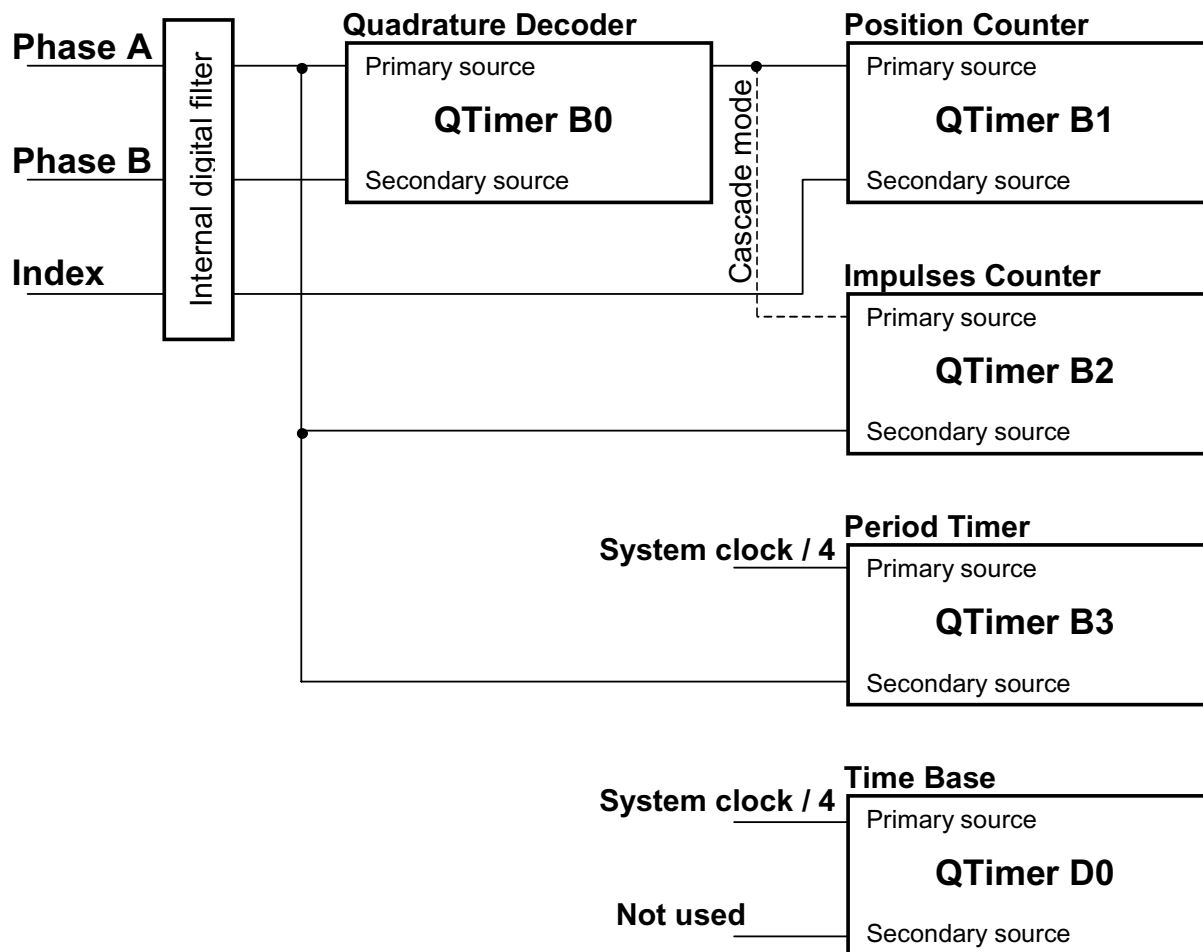 Phase A
Phase B
Index
Internal digital filter
Quadrature Decoder
Primary source
QTimer B0
Secondary source
Cascade mode
Position Counter
Primary source
QTimer B1
Secondary source
Impulses Counter
Primary source
QTimer B2
Secondary source
Period Timer
System clock / 4
Primary source
QTimer B3
Secondary source
Time Base
System clock / 4
Primary source
QTimer D0
Not used
Secondary source